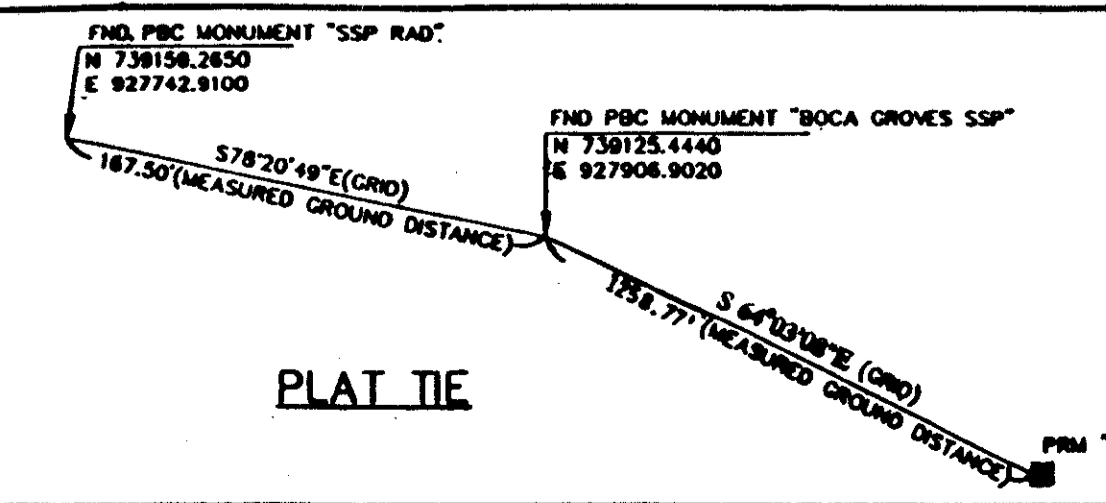 FND. PBC MONUMENT "SSP RAD".
N 739159.2650
E 927742.9100
FND PBC MONUMENT "BOCA GROVES SSP"
N 739125.4440
E 927906.9020
S78°20'49"E(GRID)
167.50'(MEASURED GROUND DISTANCE)
S 64°03'08"E (GRID)
1258.77' (MEASURED GROUND DISTANCE)
PLAT TIE
PRM "